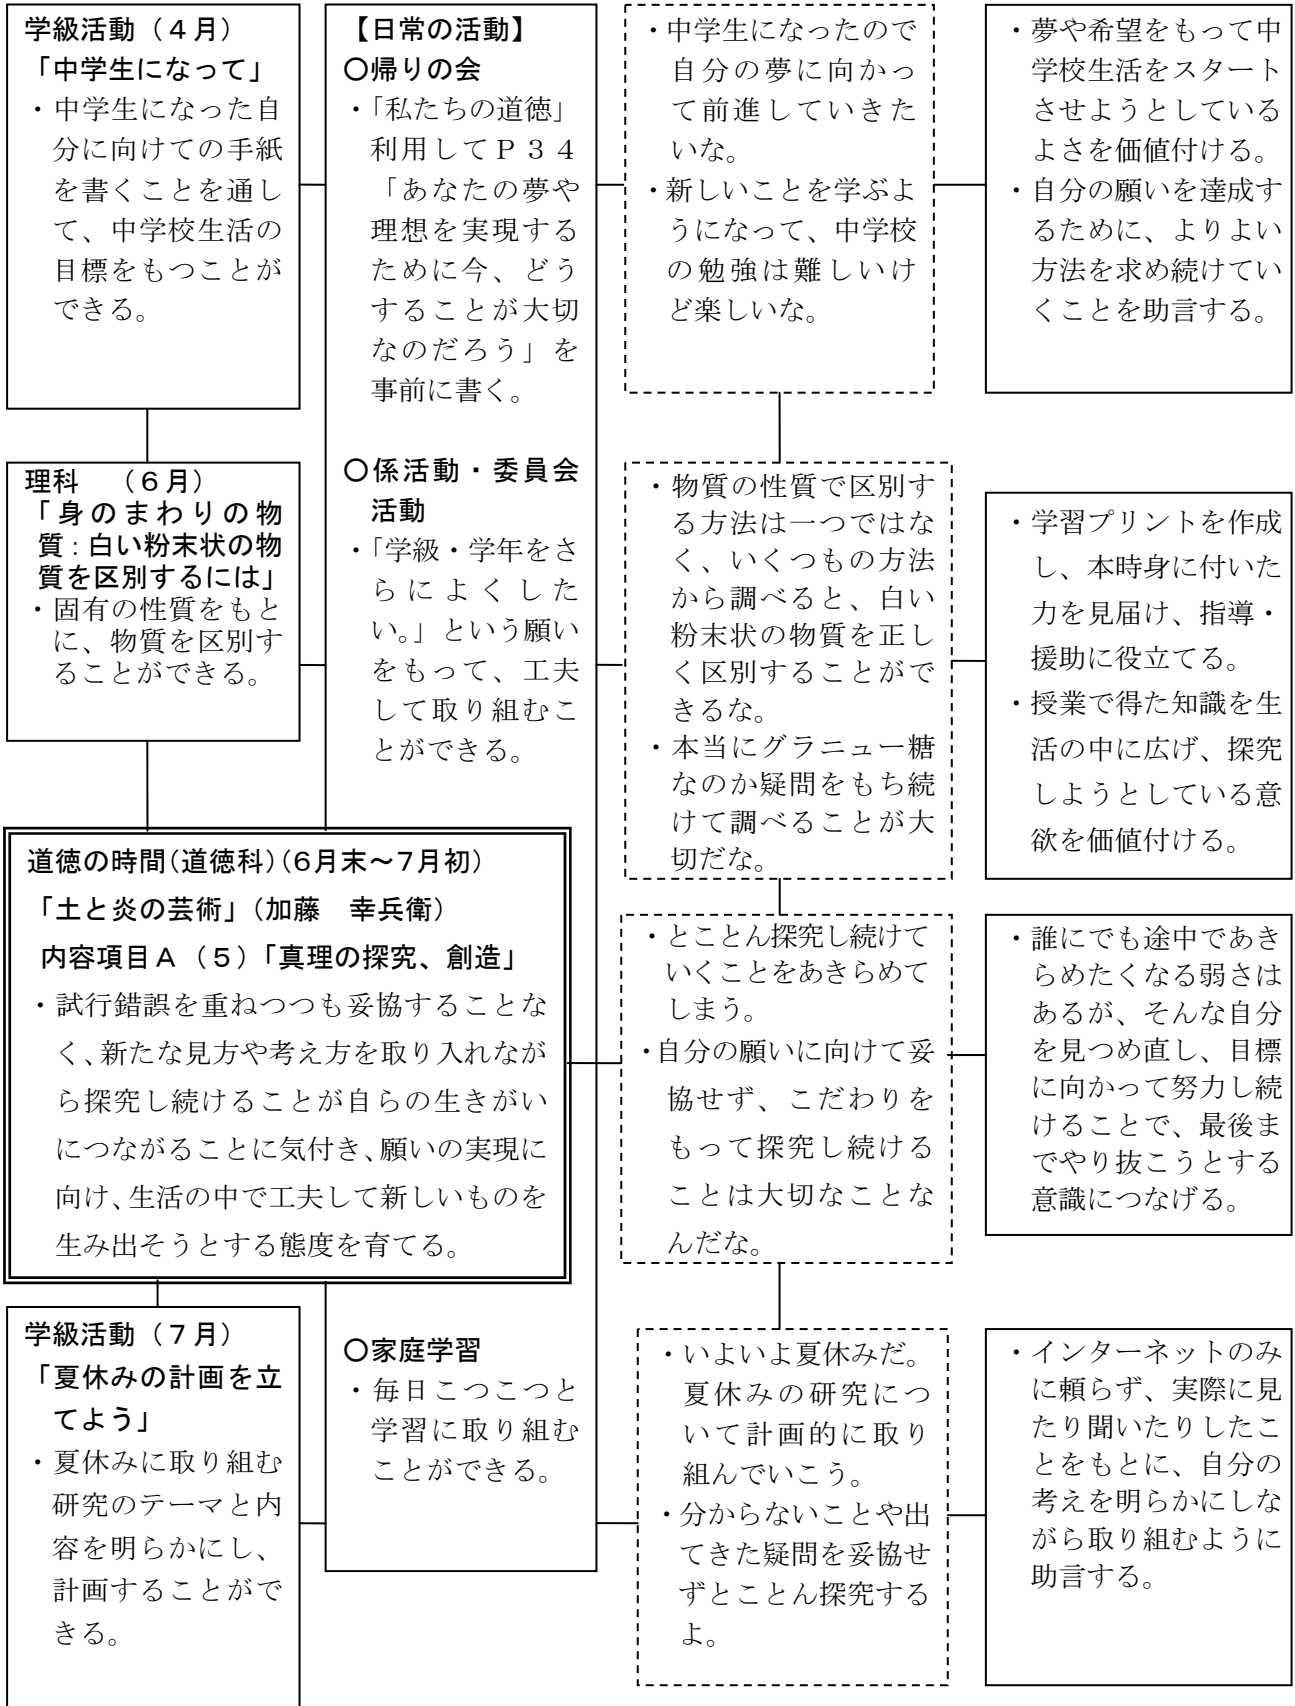 学級活動（４月）
「中学生になって」
・中学生になった自
分に向けての手紙
を書くことを通し
て、中学校生活の
目標をもつことが
できる。
【日常の活動】
○帰りの会
・「私たちの道徳」
利用してＰ３４
「あなたの夢や
理想を実現する
ために今、どう
することが大切
なのだろう」を
事前に書く。
・中学生になったので
自分の夢に向かっ
て前進していきた
いな。
・新しいことを学ぶよ
うになって、中学校
の勉強は難しいけ
ど楽しいな。
・夢や希望をもって中
学校生活をスタート
させようとしている
よさを価値付ける。
・自分の願いを達成す
るために、よりよい
方法を求め続けてい
くことを助言する。
理科　（６月）
「身のまわりの物
質：白い粉末状の物
質を区別するには」
・固有の性質をもと
に、物質を区別す
ることができる。
○係活動・委員会
活動
・「学級・学年をさ
らによくした
い。」という願い
をもって、工夫
して取り組むこ
とができる。
・物質の性質で区別す
る方法は一つではな
く、いくつもの方法
から調べると、白い
粉末状の物質を正し
く区別することがで
きるな。
・本当にグラニュー糖
なのか疑問をもち続
けて調べることが大
切だな。
・学習プリントを作成
し、本時身に付いた
力を見届け、指導・
援助に役立てる。
・授業で得た知識を生
活の中に広げ、探究
しようとしている意
欲を価値付ける。
道徳の時間（道徳科）（6月末～7月初）
「土と炎の芸術」（加藤　幸兵衛）
内容項目Ａ（５）「真理の探究、創造」
・試行錯誤を重ねつつも妥協することな
く、新たな見方や考え方を取り入れなが
ら探究し続けることが自らの生きがい
につながることに気付き、願いの実現に
向け、生活の中で工夫して新しいものを
生み出そうとする態度を育てる。
・とことん探究し続けて
いくことをあきらめて
しまう。
・自分の願いに向けて妥
協せず、こだわりを
もって探究し続ける
ことは大切なことな
んだな。
・誰にでも途中であき
らめたくなる弱さは
あるが、そんな自分
を見つめ直し、目標
に向かって努力し続
けることで、最後ま
でやり抜こうとする
意識につなげる。
学級活動（７月）
「夏休みの計画を立
てよう」
・夏休みに取り組む
研究のテーマと内
容を明らかにし、
計画することがで
きる。
○家庭学習
・毎日こつこつと
学習に取り組む
ことができる。
・いよいよ夏休みだ。
夏休みの研究につ
いて計画的に取り
組んでいこう。
・分からないことや出
てきた疑問を妥協せ
ずとことん探究する
よ。
・インターネットのみ
に頼らず、実際に見
たり聞いたりしたこ
とをもとに、自分の
考えを明らかにしな
がら取り組むように
助言する。